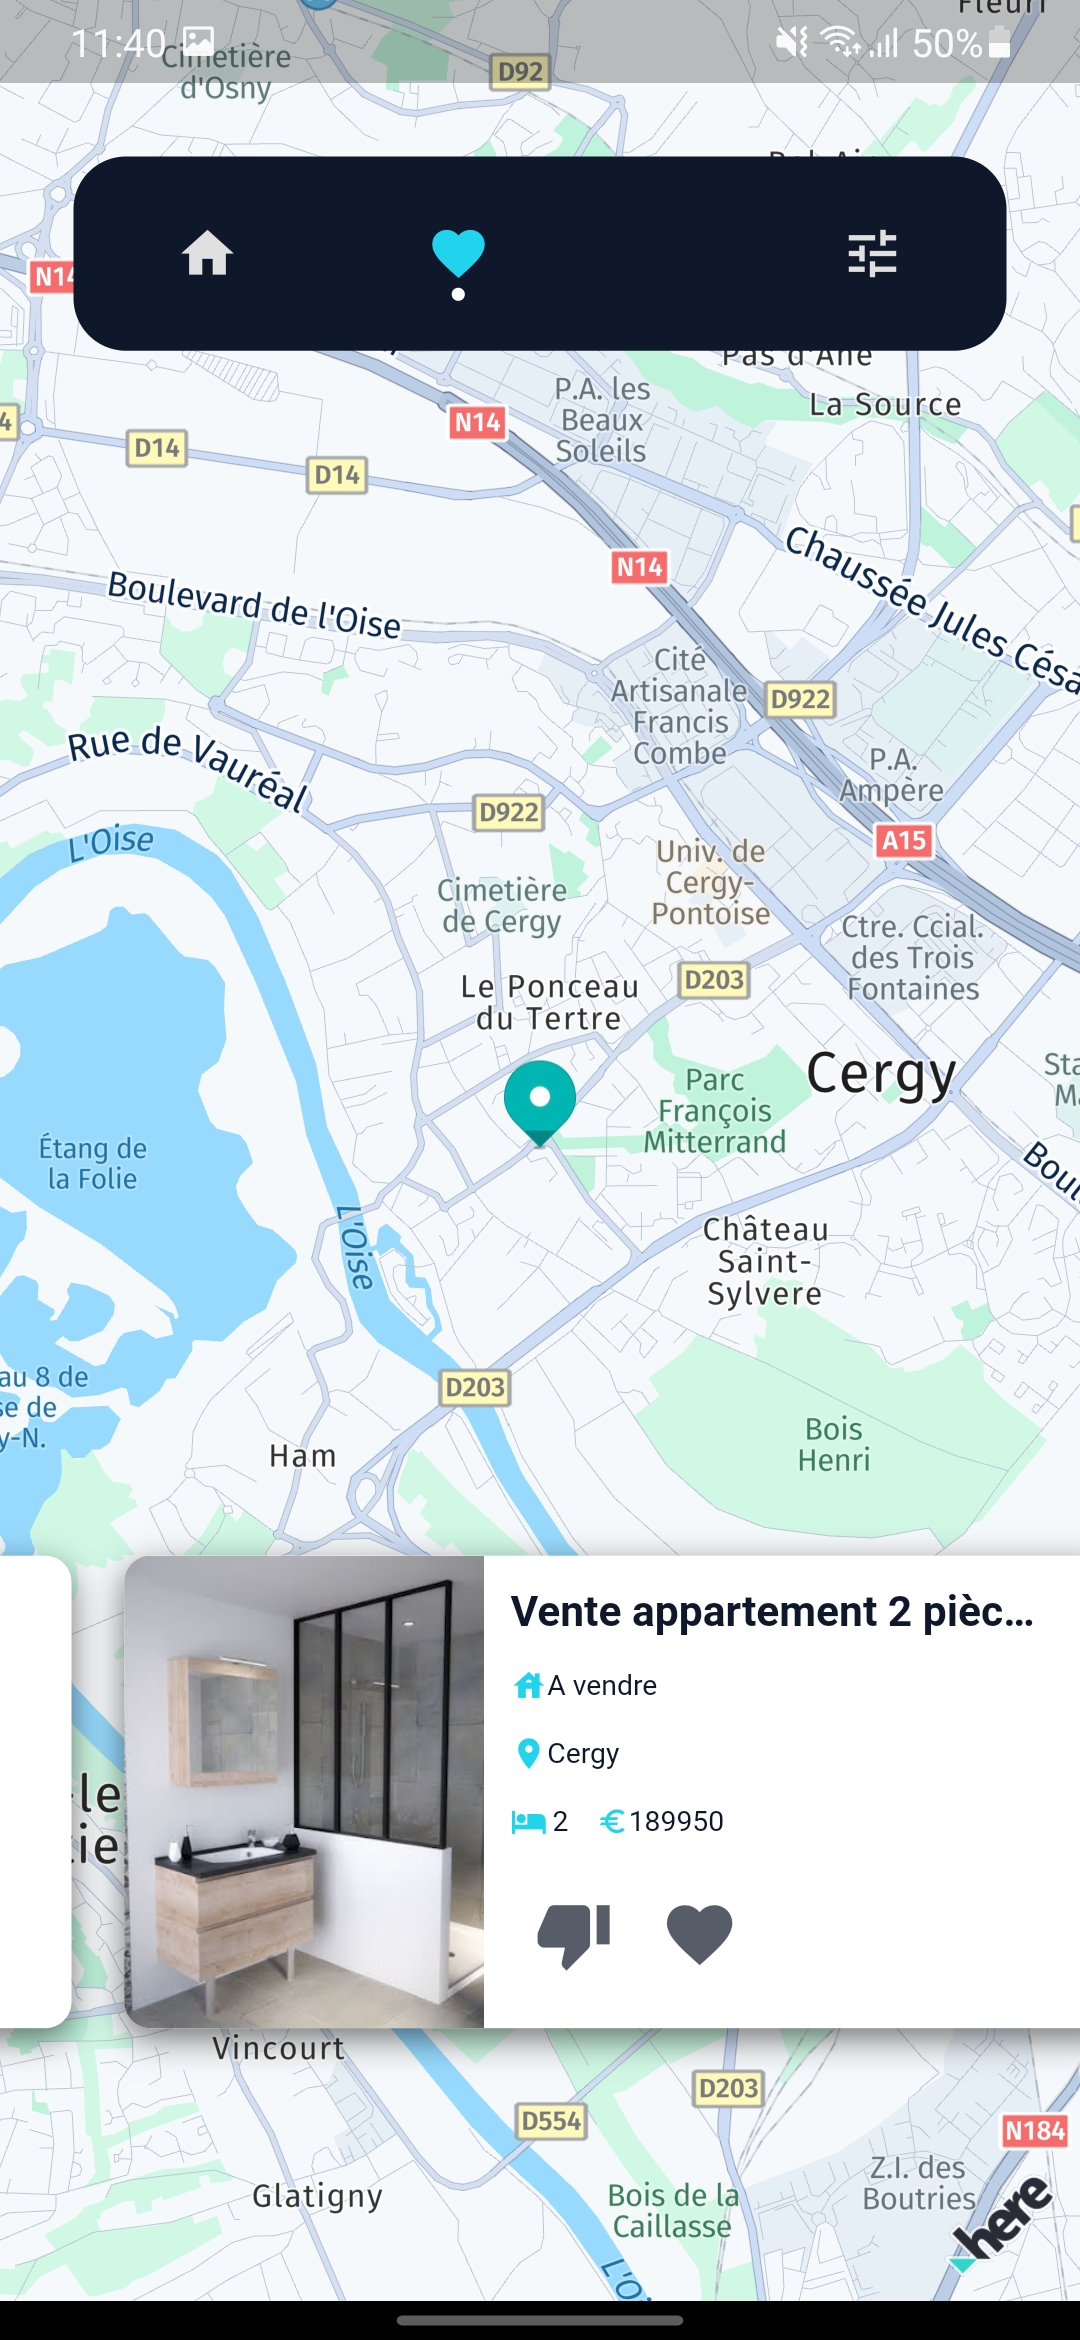 11:40
50%
Fleuri
Cimetière
d'Osny
D92
N14
Pas d'Ane
La Source
P.A. les
Beaux
Soleils
N14
D14
D14
Chaussée Jules Césa
N14
Boulevard de l'Oise
Cité
Artisanale
Francis
Combe
D922
Rue de Vauréal
P.A.
Ampère
D922
A15
L'Oise
Univ. de
Cergy-
Pontoise
Cimetière
de Cergy
Ctre. Ccial.
des Trois
Fontaines
Le Ponceau
du Tertre
D203
Cergy
Parc
François
Mitterrand
Étang de
la Folie
L'Oise
Château
Saint-
Sylvere
au 8 de
se de
y-N.
D203
Bois
Henri
Ham
Vente appartement 2 pièc...
A vendre
Cergy
2 €189950
Vincourt
D203
D554
N184
Z.I. des
Boutries
Glatigny
Bois de la
Caillasse
here